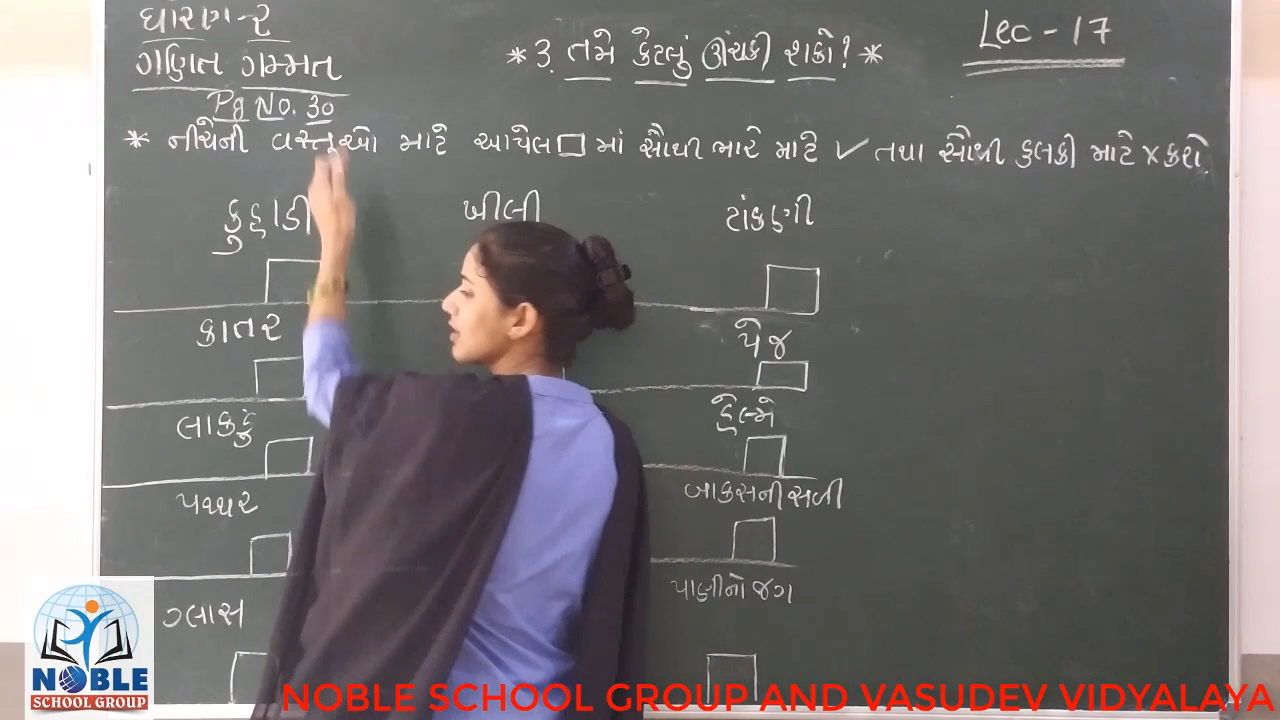 ધોરણ-૨
ગણિત ગમ્મત
Pg No. 30
* ૩. તમે કેટલું ઊંચકી શકો? *
Lec - 17
* નીચેની વસ્તુઓ માટે આપેલ □ માં સૌથી ભારે માટે ✓ તથા સૌથી હલકી માટે × કરો.
કુહાડી ખીલી ટાંકણી
કાતર પેજ
લાકડું
પથ્થર બાકસની સળી
ગ્લાસ પાણીનો જગ
NOBLE
SCHOOL GROUP
NOBLE SCHOOL GROUP AND VASUDEV VIDYALAYA